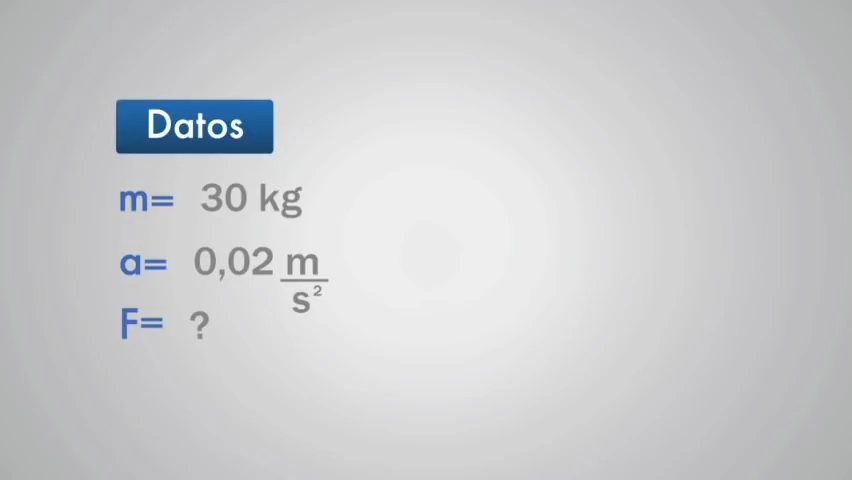 Datos
m= 30 kg
a= 0,02 m/s²
F= ?